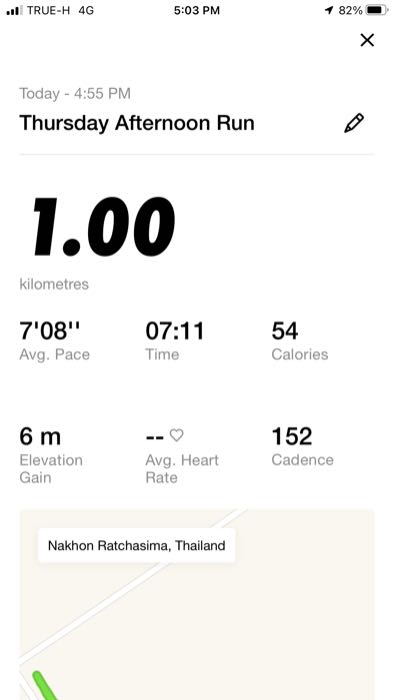 TRUE-H 4G 5:03 PM 82%
Today - 4:55 PM
Thursday Afternoon Run
1.00
kilometres
7'08'' 07:11 54
Avg. Pace Time Calories
6 m -- 152
Elevation Gain Avg. Heart Rate Cadence
Nakhon Ratchasima, Thailand